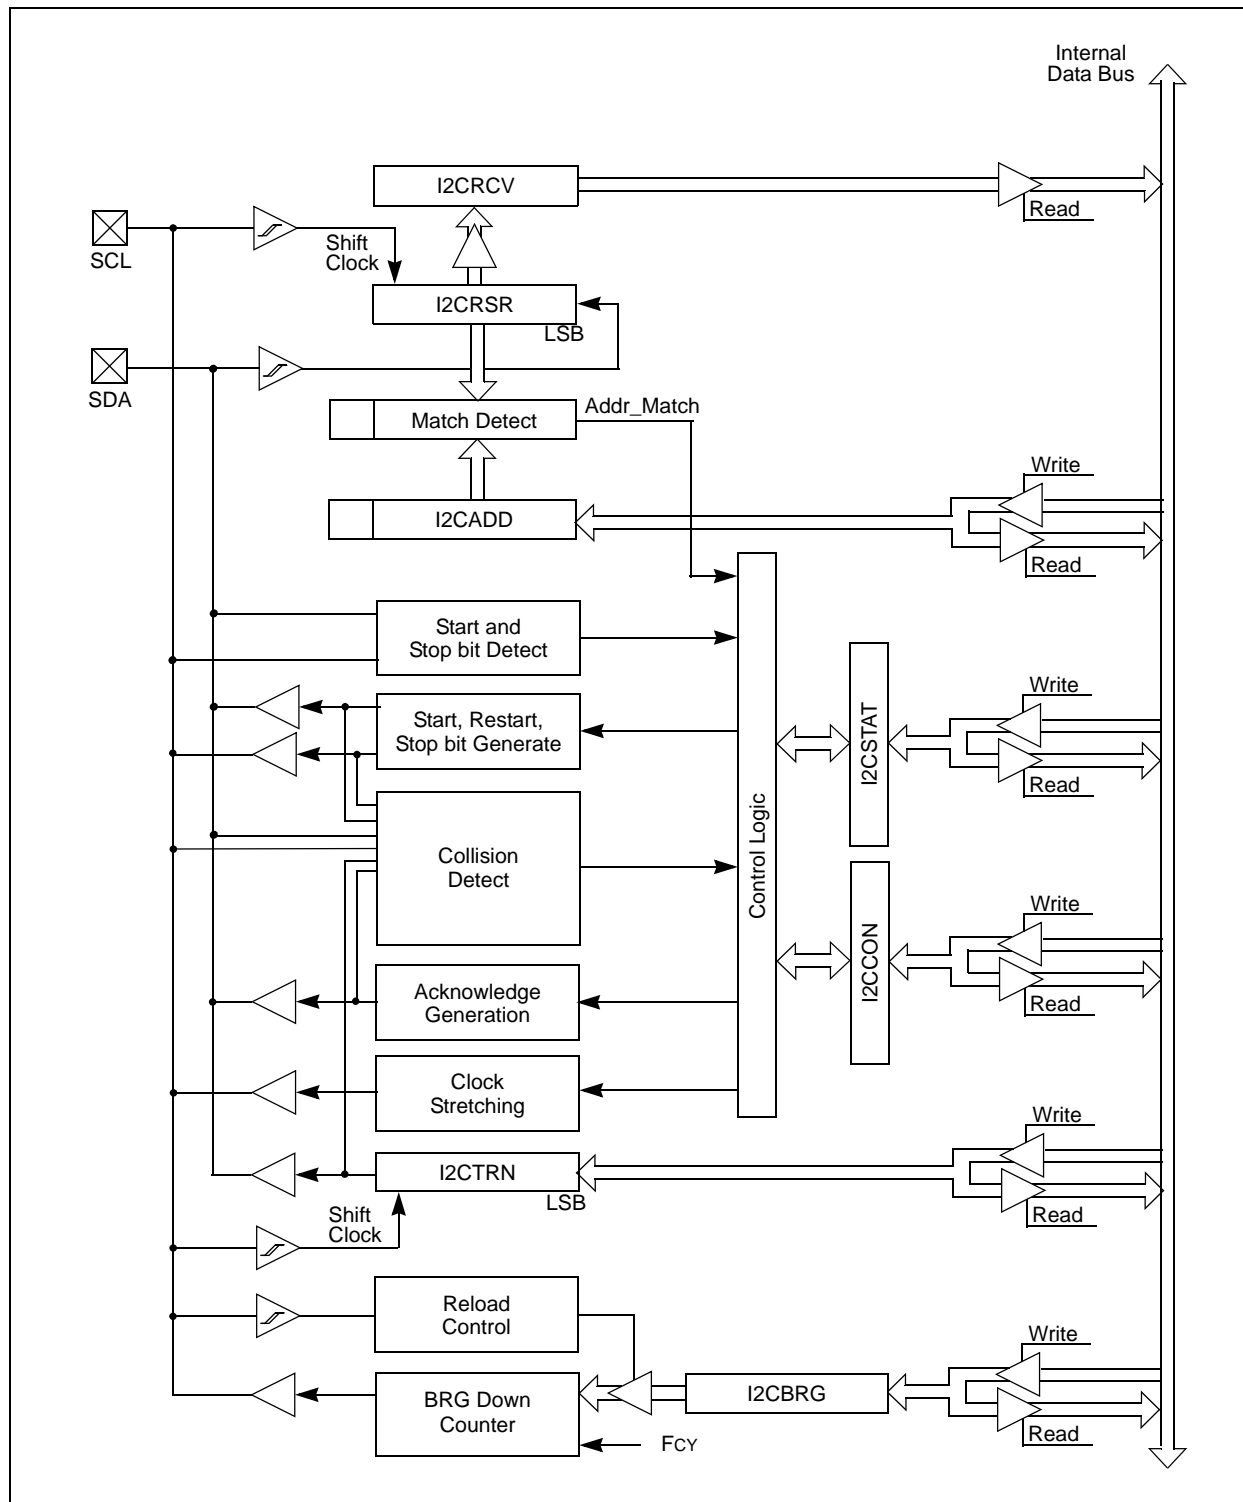 Internal
Data Bus
I2CRCV
Read
SCL
Shift
Clock
I2CRSR
LSB
SDA
Addr_Match
Match Detect
Write
I2CADD
Read
Start and
Stop bit Detect
Write
Start, Restart,
Stop bit Generate
I2CSTAT
Read
Control Logic
Collision
Detect
Write
I2CCON
Acknowledge
Generation
Read
Clock
Stretching
Write
I2CTRN
LSB
Shift
Clock
Read
Reload
Control
Write
I2CBRG
BRG Down
Counter
FCY
Read